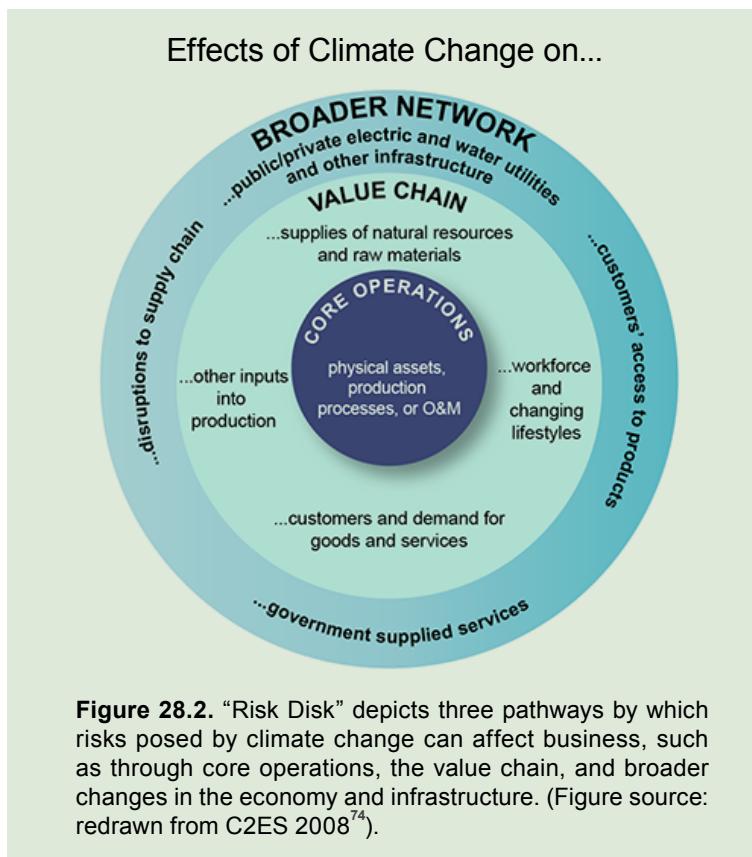 Effects of Climate Change on...
BROADER NETWORK
...public/private electric and water utilities
and other infrastructure
VALUE CHAIN
...supplies of natural resources
and raw materials
CORE OPERATIONS
physical assets,
production
processes, or O&M
...disruptions to supply chain
...other inputs
into
production
...workforce
and
changing
lifestyles
...customers' access to products
...customers and demand for
goods and services
...government supplied services
Figure 28.2. “Risk Disk” depicts three pathways by which
risks posed by climate change can affect business, such
as through core operations, the value chain, and broader
changes in the economy and infrastructure. (Figure source:
redrawn from C2ES 2008⁷⁴).